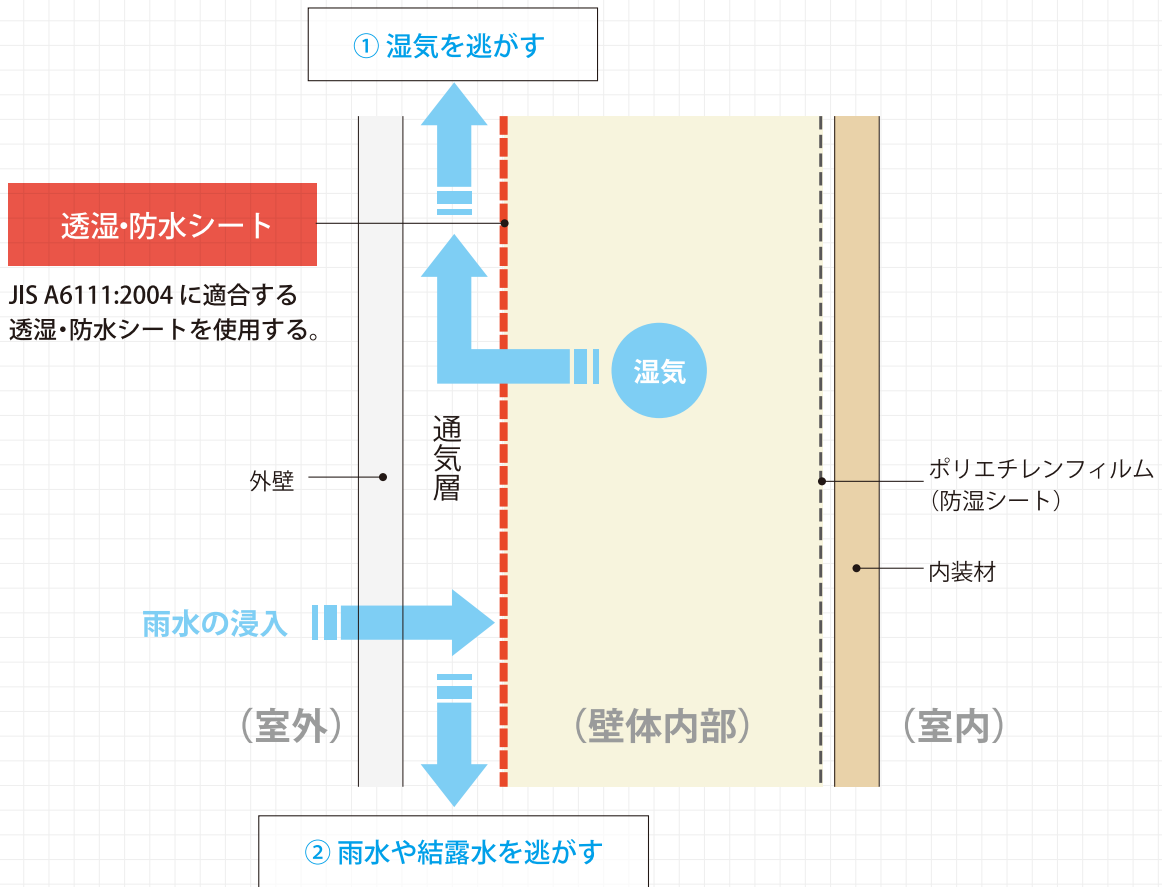 ① 湿気を逃がす
透湿・防水シート
JIS A6111:2004 に適合する
透湿・防水シートを使用する。
湿気
通気層
外壁
ポリエチレンフィルム
（防湿シート）
内装材
雨水の浸入
（室外）
（壁体内部）
（室内）
② 雨水や結露水を逃がす